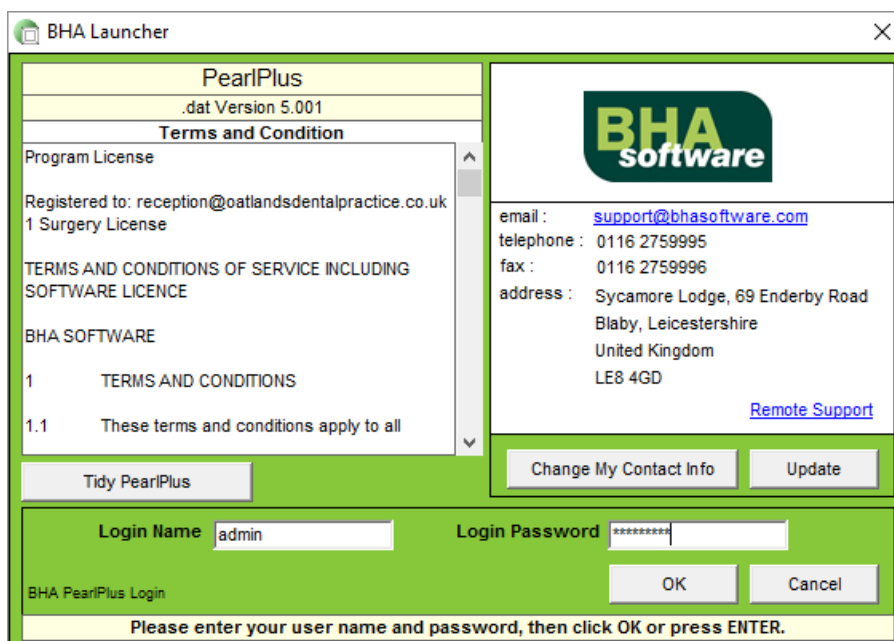 BHA Launcher
PearlPlus
.dat Version 5.001
Terms and Condition
Program License
Registered to: reception@oatlandsdentalpractice.co.uk
1 Surgery License
TERMS AND CONDITIONS OF SERVICE INCLUDING
SOFTWARE LICENCE
BHA SOFTWARE
1 TERMS AND CONDITIONS
1.1 These terms and conditions apply to all
Tidy PearlPlus
BHA
software
email : support@bhasoftware.com
telephone : 0116 2759995
fax : 0116 2759996
address : Sycamore Lodge, 69 Enderby Road
Blaby, Leicestershire
United Kingdom
LE8 4GD
Remote Support
Change My Contact Info
Update
Login Name admin
Login Password *********
BHA PearlPlus Login
OK
Cancel
Please enter your user name and password, then click OK or press ENTER.